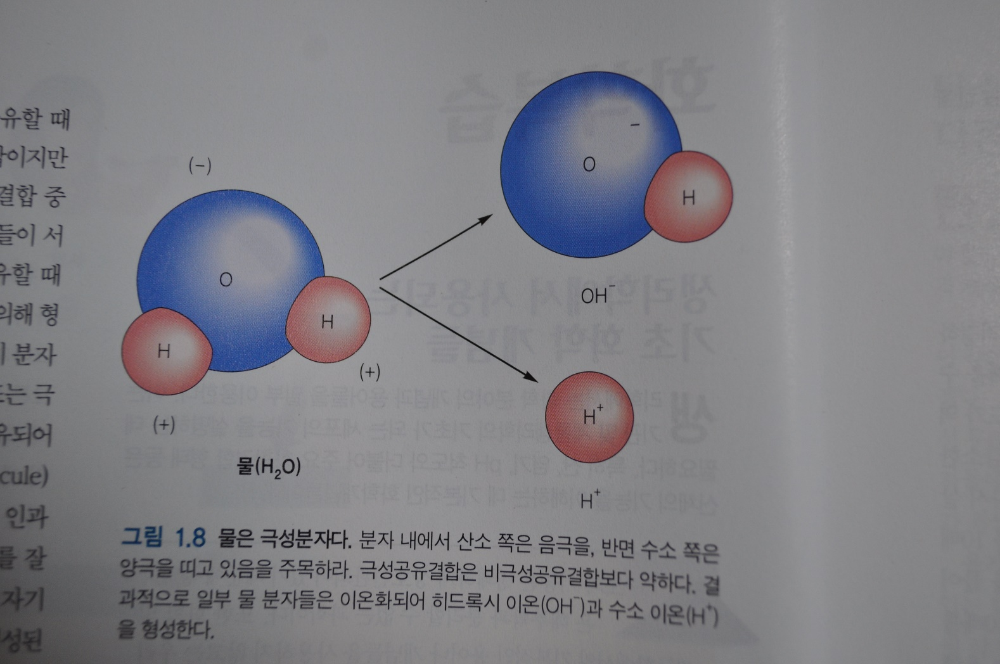 유할 때
이지만
결합 중
들이 서
유할 때
의해 형
분자
는 극
유되어
cule)
인과
를 잘
자기
성된
(-)
O
H
H
(+)
(+)
물(H₂O)
O
−
H
OH⁻
H⁺
H⁺
그림 1.8 물은 극성분자다. 분자 내에서 산소 쪽은 음극을, 반면 수소 쪽은
양극을 띠고 있음을 주목하라. 극성공유결합은 비극성공유결합보다 약하다. 결
과적으로 일부 물 분자들은 이온화되어 히드록시 이온(OH⁻)과 수소 이온(H⁺)
을 형성한다.